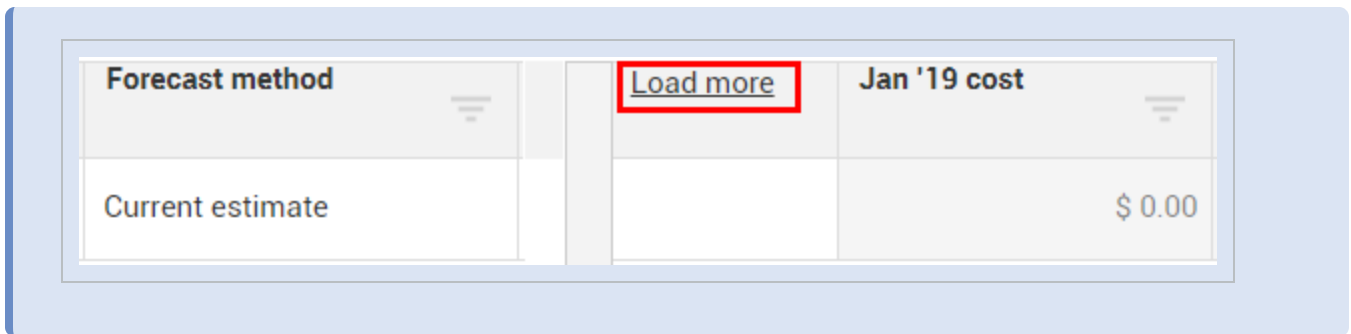 Forecast method
Load more
Jan '19 cost
Current estimate
$ 0.00